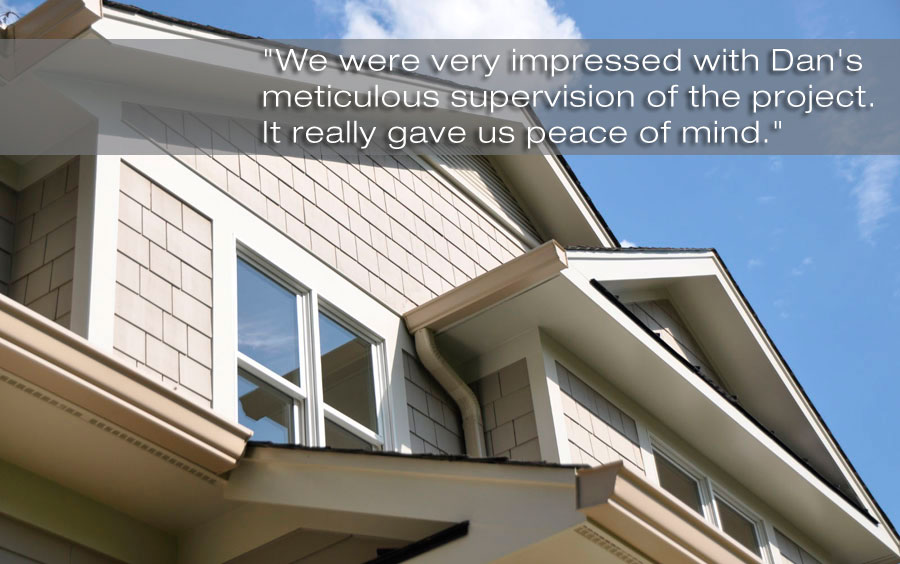 "We were very impressed with Dan's
meticulous supervision of the project.
It really gave us peace of mind."